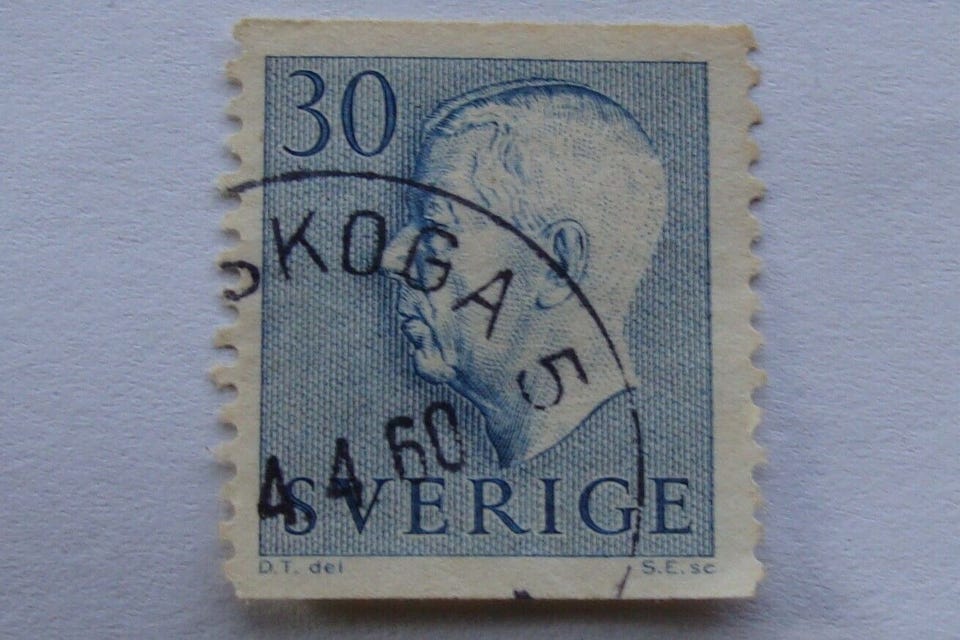 30
SKOGA 5
4 4 60
SVERIGE
D.T. del
S.E. sc